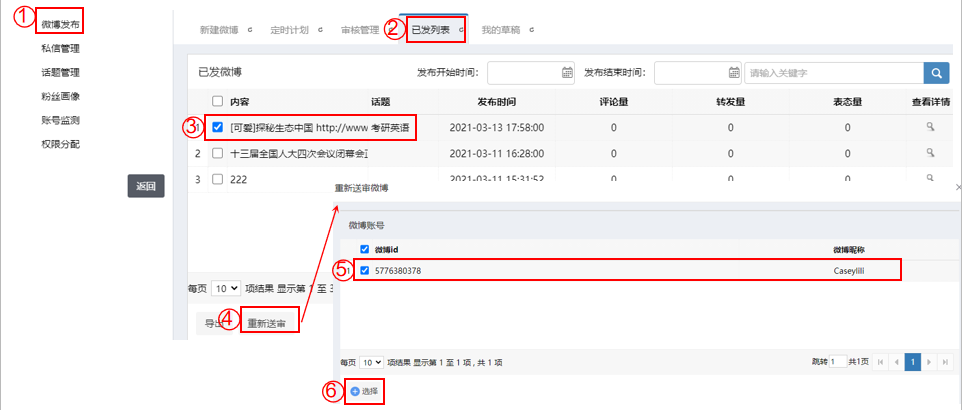 ① 微博发布
私信管理
话题管理
粉丝画像
账号监测
权限分配
返回
新建微博 定时计划 审核管理 ② 已发列表 我的草稿
已发微博 发布开始时间: 发布结束时间: 请输入关键字
内容 话题 发布时间 评论量 转发量 表态量 查看详情
③ 1 [可爱]探秘生态中国 http://www 考研英语 2021-03-13 17:58:00 0 0 0
2 十三届全国人大四次会议闭幕会正 2021-03-11 16:28:00 0 0 0
3 222 2021-03-11 15:31:52 0 0 0
每页 10 项结果 显示第 1 至 3
导出 ④ 重新送审
重新送审微博
微博账号
微博id 微博昵称
⑤ 1 5776380378 Caseylili
每页 10 项结果 显示第 1 至 1 项 , 共 1 项 跳转 1 共1页 1
⑥ 选择